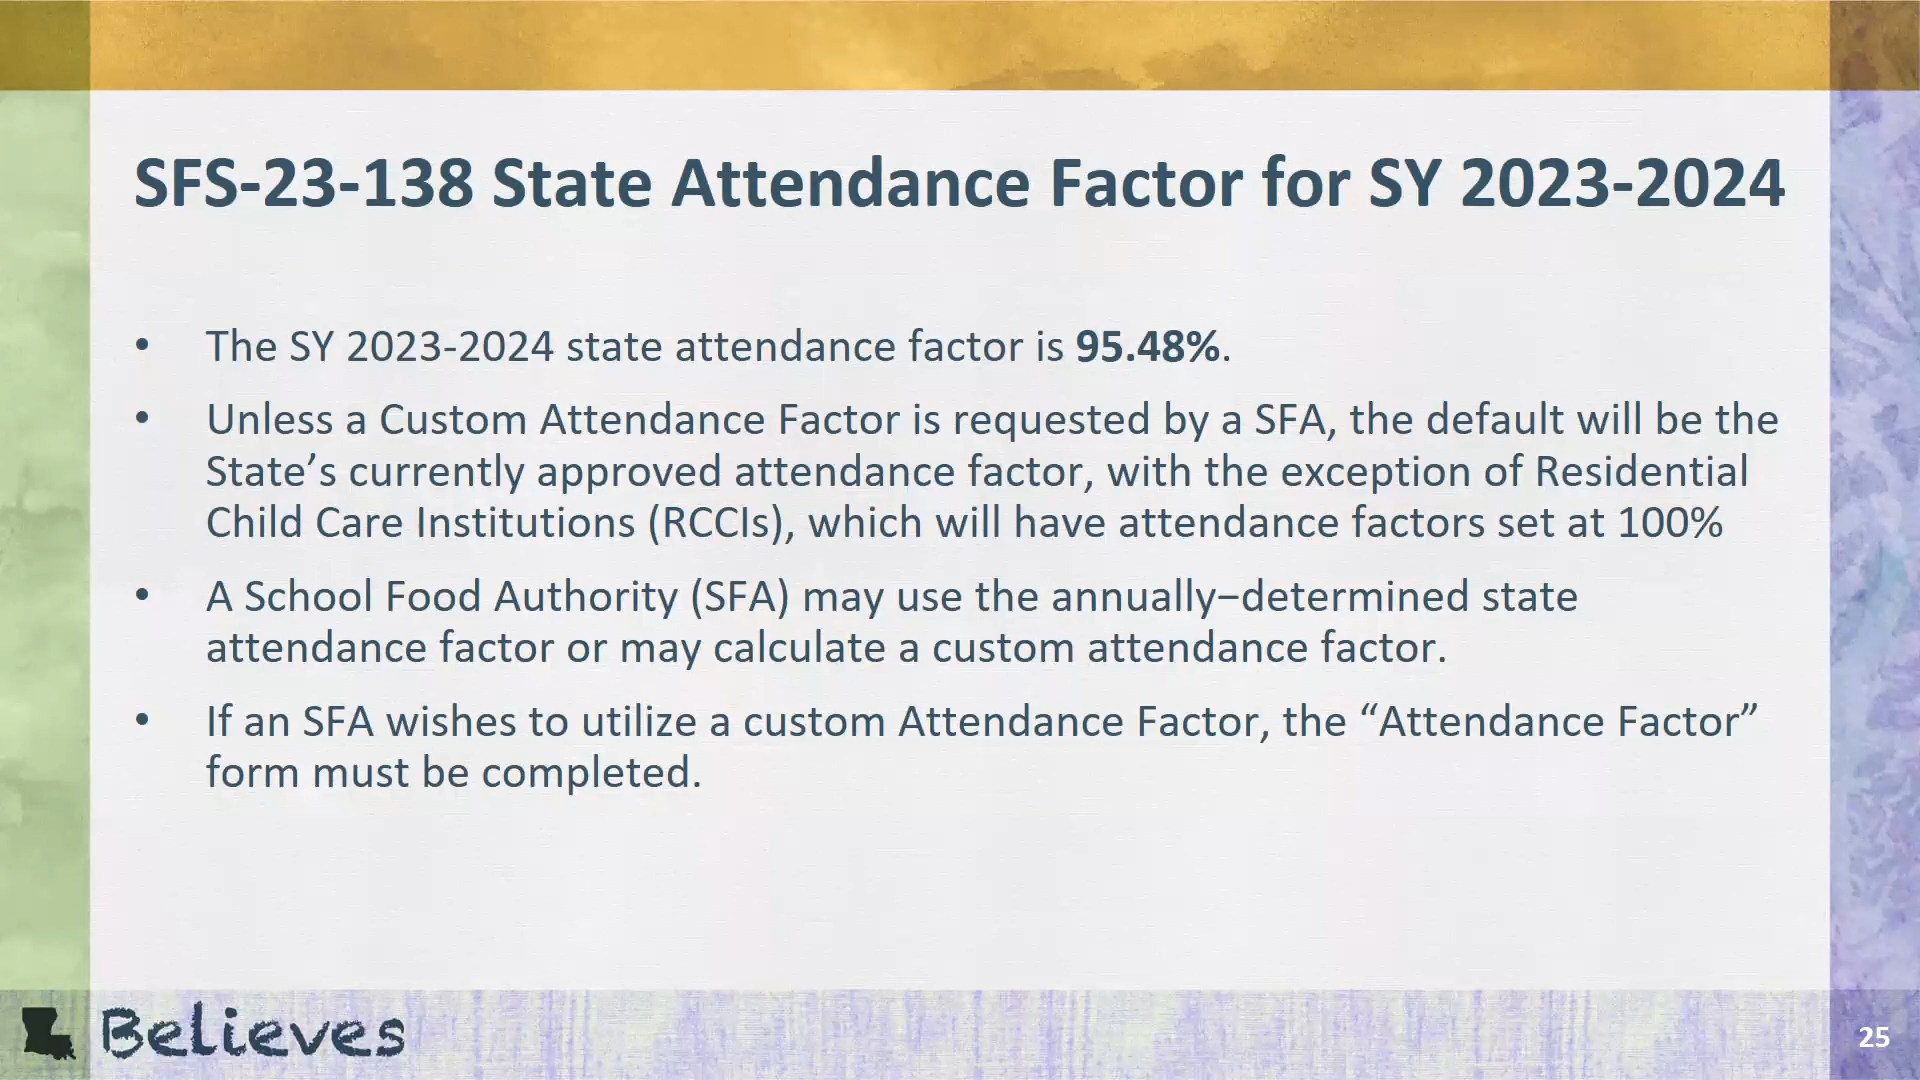 SFS-23-138 State Attendance Factor for SY 2023-2024
• The SY 2023-2024 state attendance factor is 95.48%.
• Unless a Custom Attendance Factor is requested by a SFA, the default will be the
State’s currently approved attendance factor, with the exception of Residential
Child Care Institutions (RCCIs), which will have attendance factors set at 100%
• A School Food Authority (SFA) may use the annually–determined state
attendance factor or may calculate a custom attendance factor.
• If an SFA wishes to utilize a custom Attendance Factor, the “Attendance Factor”
form must be completed.
Believes
25